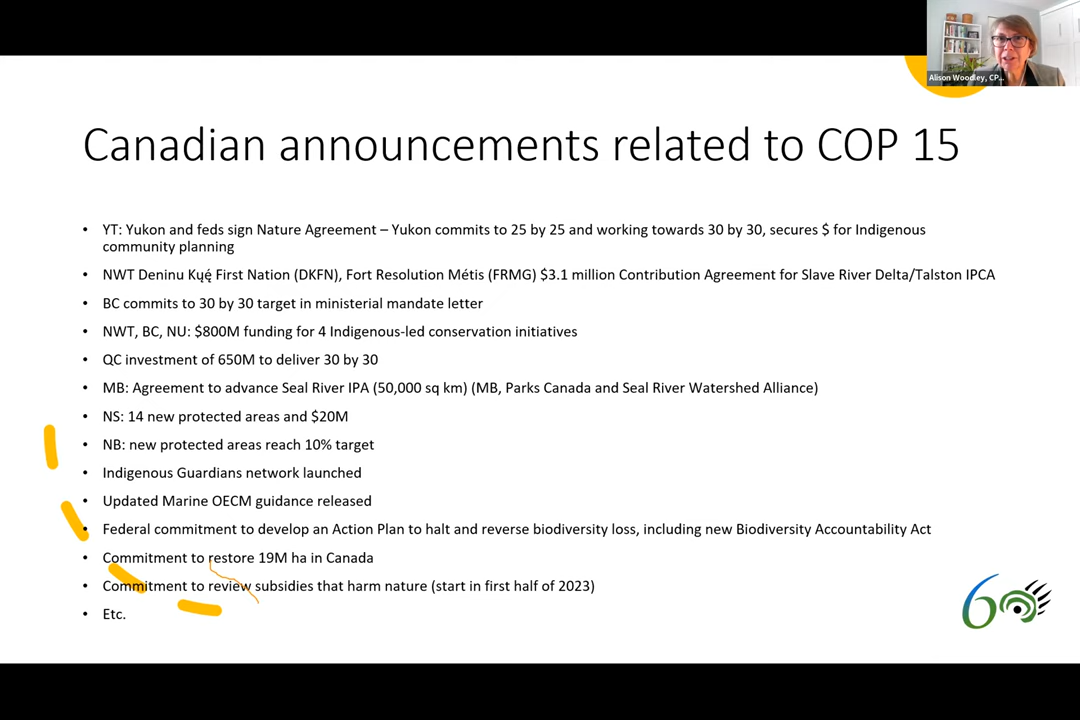 Alison Woodley, CP...
Canadian announcements related to COP 15
• YT: Yukon and feds sign Nature Agreement – Yukon commits to 25 by 25 and working towards 30 by 30, secures $ for Indigenous
community planning
• NWT Deninu Kųę́ First Nation (DKFN), Fort Resolution Métis (FRMG) $3.1 million Contribution Agreement for Slave River Delta/Talston IPCA
• BC commits to 30 by 30 target in ministerial mandate letter
• NWT, BC, NU: $800M funding for 4 Indigenous-led conservation initiatives
• QC investment of 650M to deliver 30 by 30
• MB: Agreement to advance Seal River IPA (50,000 sq km) (MB, Parks Canada and Seal River Watershed Alliance)
• NS: 14 new protected areas and $20M
• NB: new protected areas reach 10% target
• Indigenous Guardians network launched
• Updated Marine OECM guidance released
• Federal commitment to develop an Action Plan to halt and reverse biodiversity loss, including new Biodiversity Accountability Act
• Commitment to restore 19M ha in Canada
• Commitment to review subsidies that harm nature (start in first half of 2023)
• Etc.
60